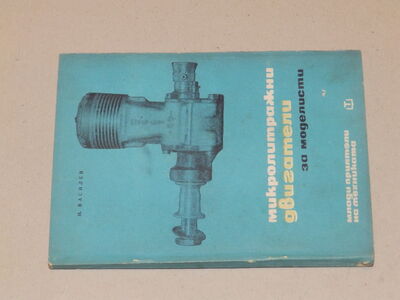 П. ВАСИЛЕВ
микролитражни
двигатели
за моделисти
млади приятели
на техниката